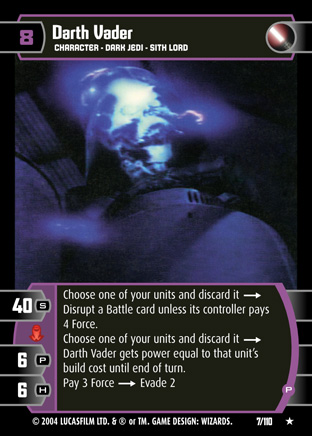 8 Darth Vader
CHARACTER - DARK JEDI - SITH LORD
40 S
6 P
6 H
Choose one of your units and discard it →
Disrupt a Battle card unless its controller pays
4 Force.
Choose one of your units and discard it →
Darth Vader gets power equal to that unit's
build cost until end of turn.
Pay 3 Force → Evade 2
P
© 2004 LUCASFILM LTD. & ® or TM. GAME DESIGN: WIZARDS. 7/110 ★